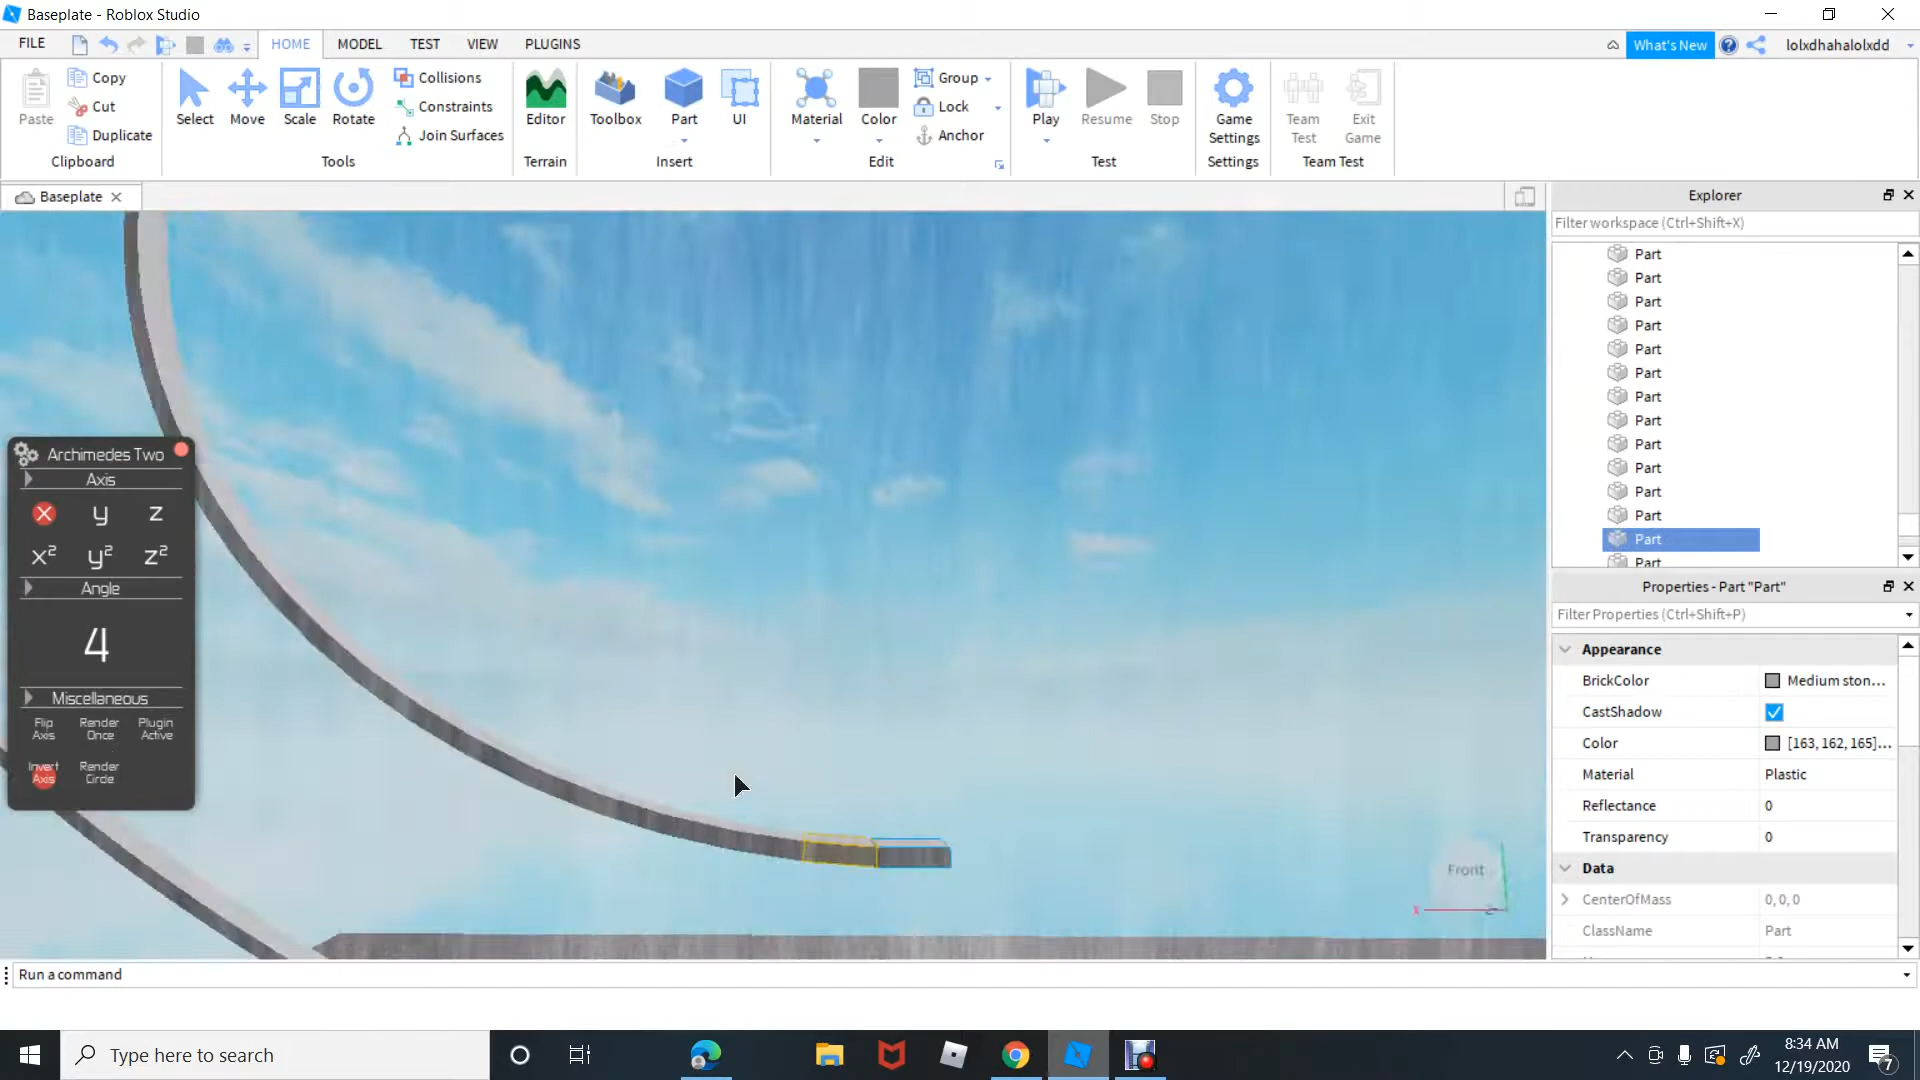 Baseplate - Roblox Studio
FILE HOME MODEL TEST VIEW PLUGINS What's New lolxdhahalolxdd
Paste Copy Cut Duplicate
Clipboard
Select Move Scale Rotate Collisions Constraints Join Surfaces
Tools
Editor
Terrain
Toolbox Part UI
Insert
Material Color Group Lock Anchor
Edit
Play Resume Stop
Test
Game Settings
Settings
Team Test Exit Game
Team Test
Baseplate
Explorer
Filter workspace (Ctrl+Shift+X)
Part
Part
Part
Part
Part
Part
Part
Part
Part
Part
Part
Part
Part
Part
Archimedes Two
Axis
X y z
x² y² z²
Angle
4
Miscellaneous
Flip Axis Render Once Plugin Active
Invert Axis Render Circle
Properties - Part "Part"
Filter Properties (Ctrl+Shift+P)
Appearance
BrickColor Medium ston...
CastShadow
Color [163, 162, 165]...
Material Plastic
Reflectance 0
Transparency 0
Data
CenterOfMass 0, 0, 0
ClassName Part
Front
X
Z
Run a command
Type here to search
8:34 AM
12/19/2020
7